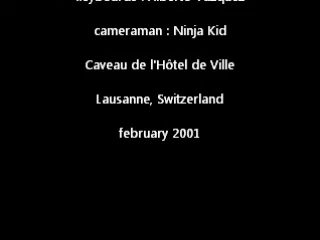 cameraman : Ninja Kid
Caveau de l'Hôtel de Ville
Lausanne, Switzerland
february 2001